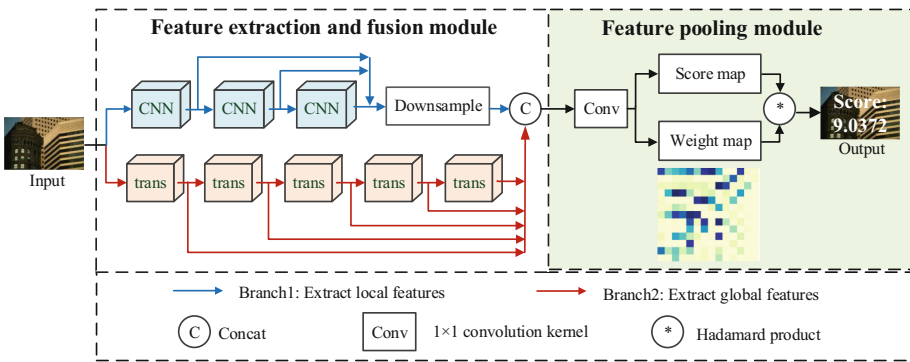 Feature extraction and fusion module
Feature pooling module
CNN
CNN
CNN
Downsample
C
Conv
Score map
Weight map
*
Score:
9.0372
Output
Input
trans
trans
trans
trans
trans
Branch1: Extract local features
Branch2: Extract global features
C
Concat
Conv
1×1 convolution kernel
*
Hadamard product